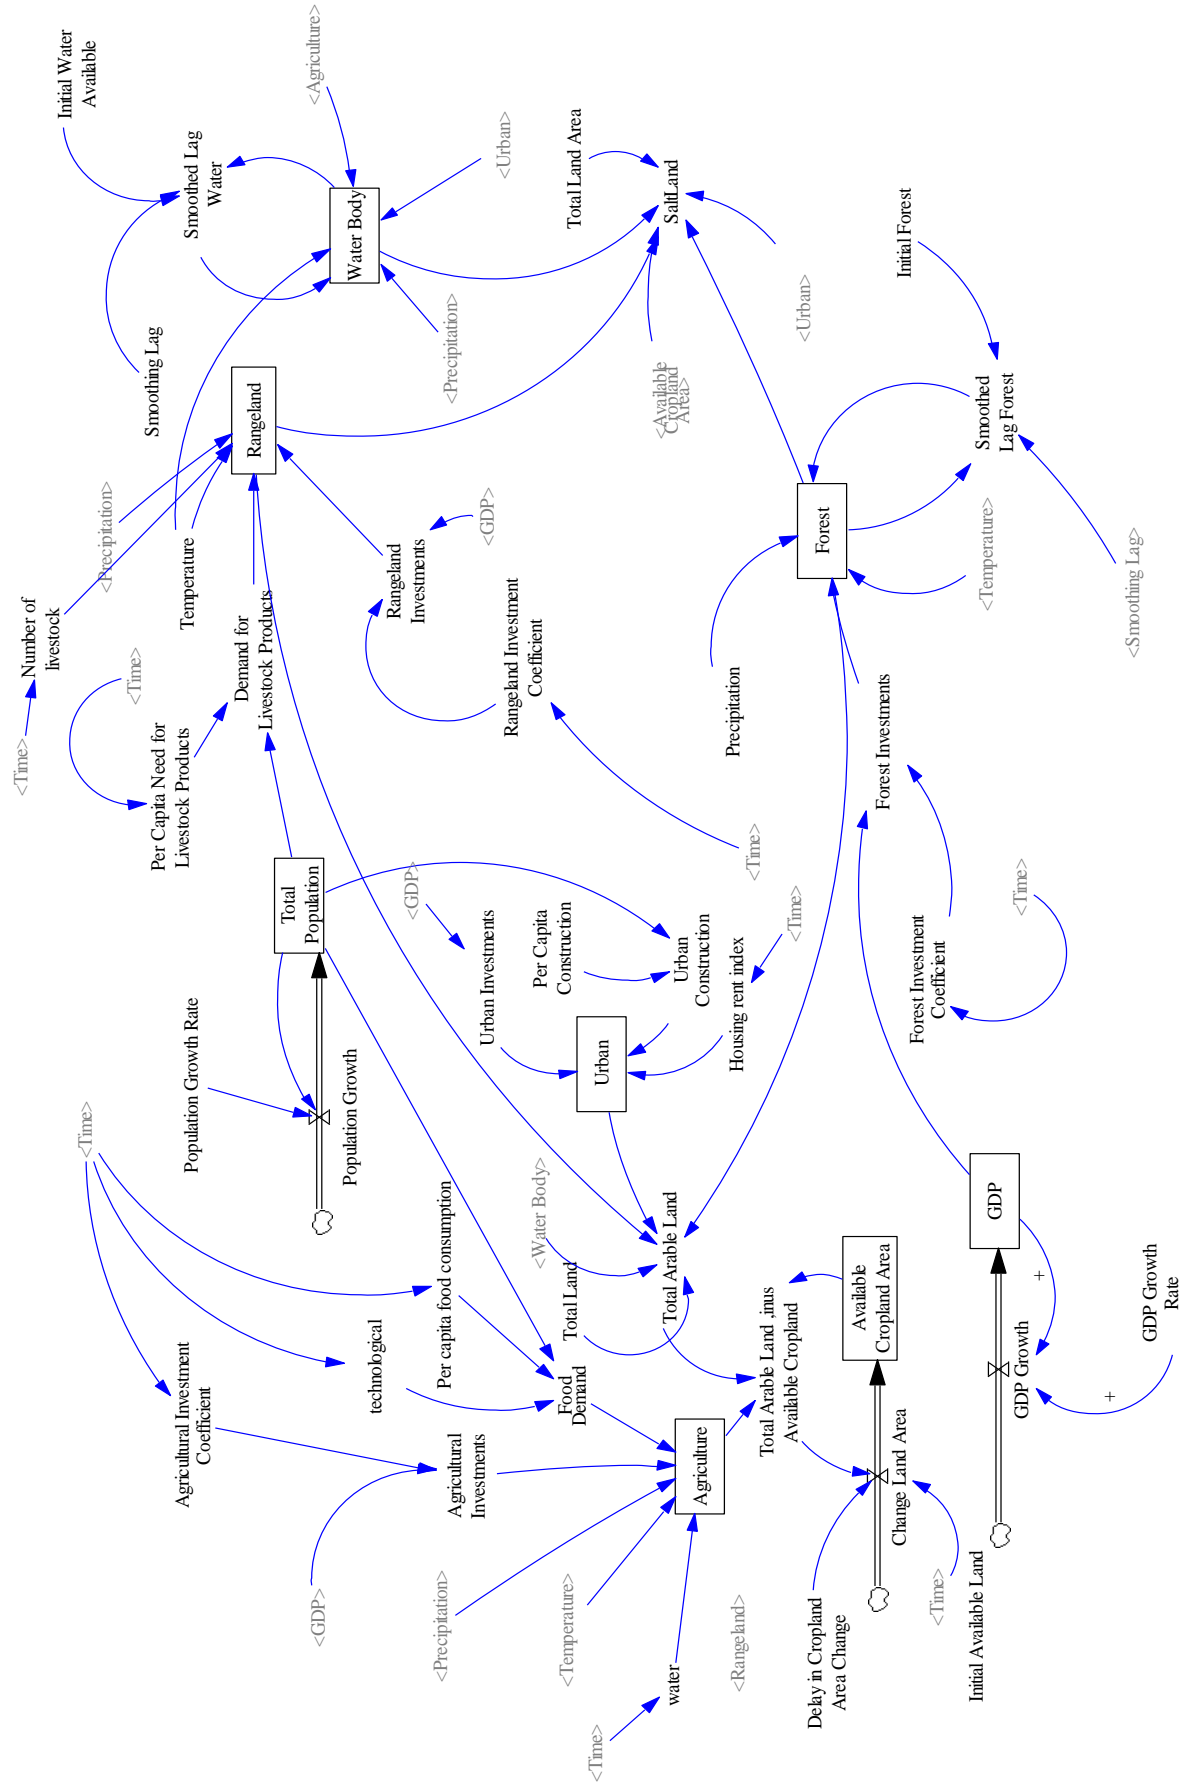 <Time>
Agricultural Investment
Coefficient
<GDP>
technological
Agricultural
Investments
Per capita food consumption
<Precipitation>
<Temperature>
<Time>
water
<Rangeland>
Food
Demand
Agriculture
Population Growth Rate
Population Growth
Total
Population
<Water Body>
Total Land
Total Arable Land
Total Arable Land ,inus
Available Cropland
Available
Cropland Area
Delay in Cropland
Area Change
Change Land Area
<Time>
Initial Available Land
GDP
GDP Growth
+
+
GDP Growth
Rate
<GDP>
Urban Investments
Per Capita
Construction
Urban
Construction
Urban
Housing rent index
<Time>
<Time>
Number of
livestock
<Time>
Per Capita Need for
Livestock Products
Demand for
Livestock Products
<Precipitation>
Temperature
Rangeland
Rangeland
Investments
<GDP>
Rangeland Investment
Coefficient
<Time>
Precipitation
Forest Investments
Forest Investment
Coefficient
<Time>
Forest
<Temperature>
Smoothed
Lag Forest
Initial Forest
<Smoothing Lag>
Initial Water
Available
Smoothed Lag
Water
Smoothing Lag
Water Body
<Agriculture>
<Urban>
<Precipitation>
Total Land Area
SaltLand
<Available
Cropland
Area>
<Urban>